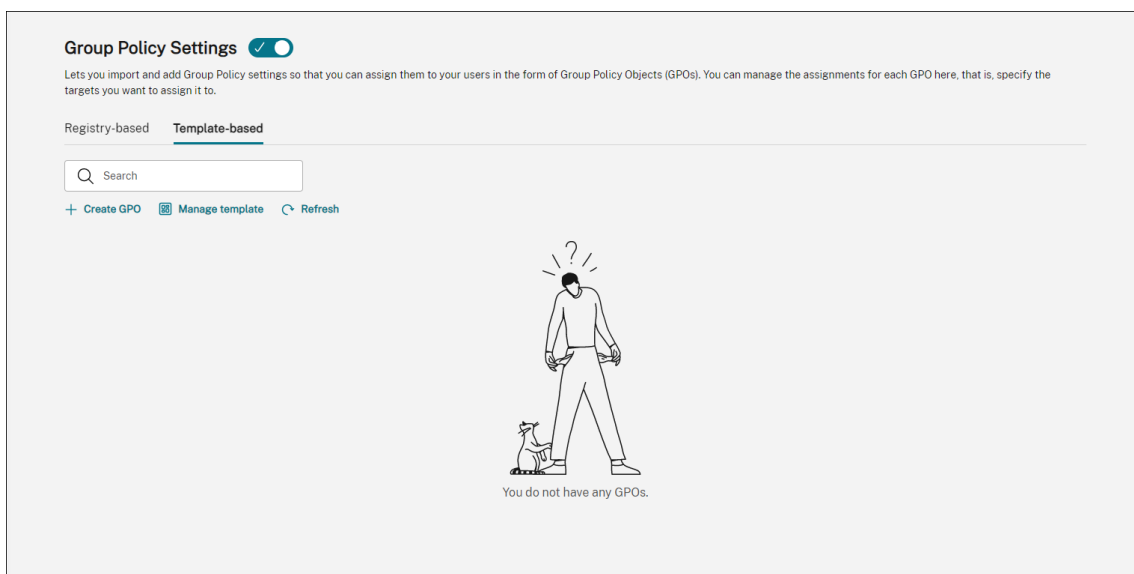 Group Policy Settings
Lets you import and add Group Policy settings so that you can assign them to your users in the form of Group Policy Objects (GPOs). You can manage the assignments for each GPO here, that is, specify the
targets you want to assign it to.
Registry-based Template-based
Search
Create GPO Manage template Refresh
?
You do not have any GPOs.